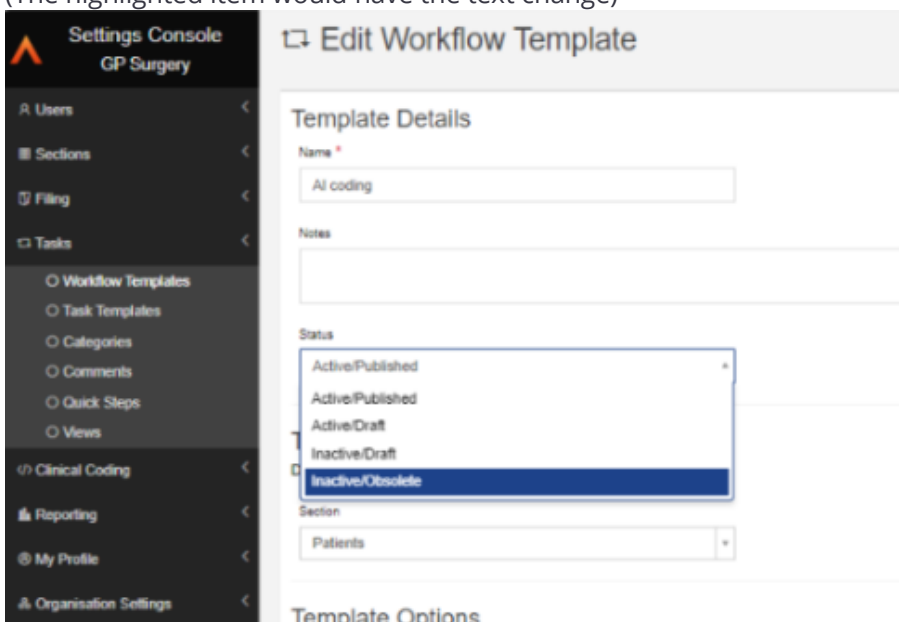 (The highlighted item would have the text change)
Settings Console
GP Surgery
Users
Sections
Filing
Tasks
Workflow Templates
Task Templates
Categories
Comments
Quick Steps
Views
Clinical Coding
Reporting
My Profile
Organisation Settings
Edit Workflow Template
Template Details
Name *
AI coding
Notes
Status
Active/Published
Active/Published
Active/Draft
Inactive/Draft
Inactive/Obsolete
Section
Patients
Template Options